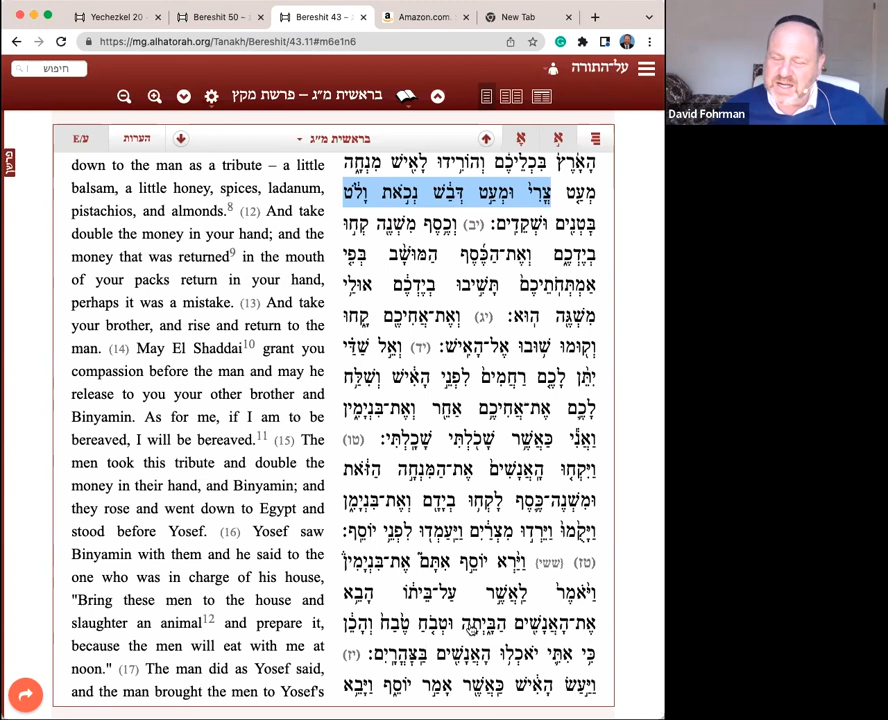 Yechezkel 20 -
Bereshit 50 -
Bereshit 43 -
Amazon.com.
New Tab
https://mg.alhatorah.org/Tanakh/Bereshit/43.11#m6e1n6
חיפוש
על־התורה
בראשית מ״ג – פרשת מקץ
E/ע
הערות
בראשית מ״ג
אָ
אֹ
פרשן
David Fohrman
down to the man as a tribute – a little
balsam, a little honey, spices, ladanum,
pistachios, and almonds.8 (12) And take
double the money in your hand; and the
money that was returned9 in the mouth
of your packs return in your hand,
perhaps it was a mistake. (13) And take
your brother, and rise and return to the
man. (14) May El Shaddai10 grant you
compassion before the man and may he
release to you your other brother and
Binyamin. As for me, if I am to be
bereaved, I will be bereaved.11 (15) The
men took this tribute and double the
money in their hand, and Binyamin; and
they rose and went down to Egypt and
stood before Yosef. (16) Yosef saw
Binyamin with them and he said to the
one who was in charge of his house,
"Bring these men to the house and
slaughter an animal12 and prepare it,
because the men will eat with me at
noon." (17) The man did as Yosef said,
and the man brought the men to Yosef's
הָאָ֙רֶץ֙ בִּכְלֵיכֶ֔ם וְהוֹרִ֥ידוּ לָאִ֖ישׁ מִנְחָ֑ה
מְעַ֤ט צֳרִי֙ וּמְעַ֣ט דְּבַ֔שׁ נְכֹ֣את וָלֹ֔ט
בׇּטְנִ֖ים וּשְׁקֵדִֽים׃ (יב) וְכֶ֥סֶף מִשְׁנֶ֖ה קְח֣וּ
בְיֶדְכֶ֑ם וְאֶת־הַכֶּ֜סֶף הַמּוּשָׁ֨ב בְּפִ֤י
אַמְתְּחֹֽתֵיכֶם֙ תָּשִׁ֣יבוּ בְיֶדְכֶ֔ם אוּלַ֥י
מִשְׁגֶּ֖ה הֽוּא׃ (יג) וְאֶת־אֲחִיכֶ֖ם קָ֑חוּ
וְק֖וּמוּ שׁ֥וּבוּ אֶל־הָאִֽישׁ׃ (יד) וְאֵ֣ל שַׁדַּ֗י
יִתֵּ֨ן לָכֶ֤ם רַחֲמִים֙ לִפְנֵ֣י הָאִ֔ישׁ וְשִׁלַּ֥ח
לָכֶ֛ם אֶת־אֲחִיכֶ֥ם אַחֵ֖ר וְאֶת־בִּנְיָמִ֑ין
וַאֲנִ֕י כַּאֲשֶׁ֥ר שָׁכֹ֖לְתִּי שָׁכָֽלְתִּי׃ (טו)
וַיִּקְח֤וּ הָֽאֲנָשִׁים֙ אֶת־הַמִּנְחָ֣ה הַזֹּ֔את
וּמִשְׁנֶה־כֶּ֛סֶף לָקְח֥וּ בְיָדָ֖ם וְאֶת־בִּנְיָמִ֑ן
וַיָּקֻ֙מוּ֙ וַיֵּרְד֣וּ מִצְרַ֔יִם וַיַּֽעַמְד֖וּ לִפְנֵ֥י יוֹסֵֽף׃
(טז) (ששי) וַיַּ֨רְא יוֹסֵ֣ף אִתָּם֮ אֶת־בִּנְיָמִין֒
וַיֹּ֙אמֶר֙ לַֽאֲשֶׁ֣ר עַל־בֵּית֔וֹ הָבֵ֥א
אֶת־הָאֲנָשִׁ֖ים הַבָּ֑יְתָה וּטְבֹ֤חַ טֶ֙בַח֙ וְהָכֵ֔ן
כִּ֥י אִתִּ֛י יֹאכְל֥וּ הָאֲנָשִׁ֖ים בַּֽצׇּהֳרָֽיִם׃ (יז)
וַיַּ֣עַשׂ הָאִ֔ישׁ כַּֽאֲשֶׁ֖ר אָמַ֣ר יוֹסֵ֑ף וַיָּבֵ֥א